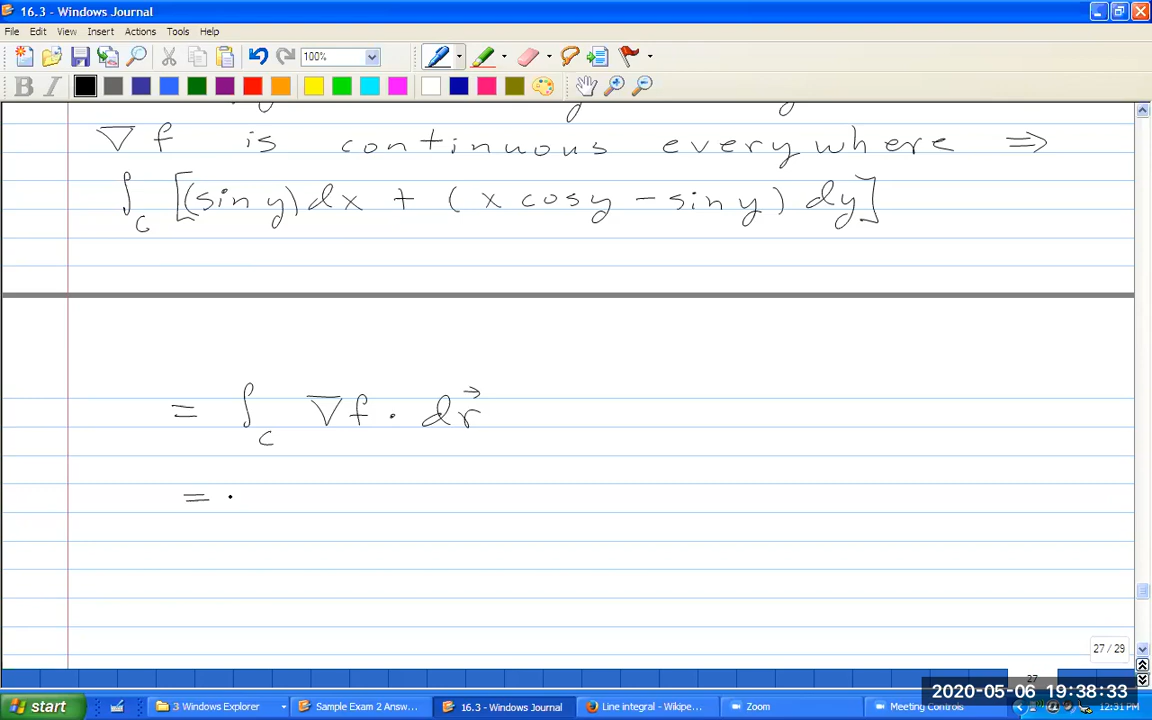 16.3 - Windows Journal
File Edit View Insert Actions Tools Help
100%
B I
∇ f is continuous everywhere ⇒
∫_C [(sin y) dx + (x cos y - sin y) dy]
= ∫_C ∇f · dr⃗
= ·
27 / 29
27
2020-05-06 19:38:33
start
3 Windows Explorer
Sample Exam 2 Answ...
16.3 - Windows Journal
Line integral - Wikipe...
Zoom
Meeting Controls
12:31 PM